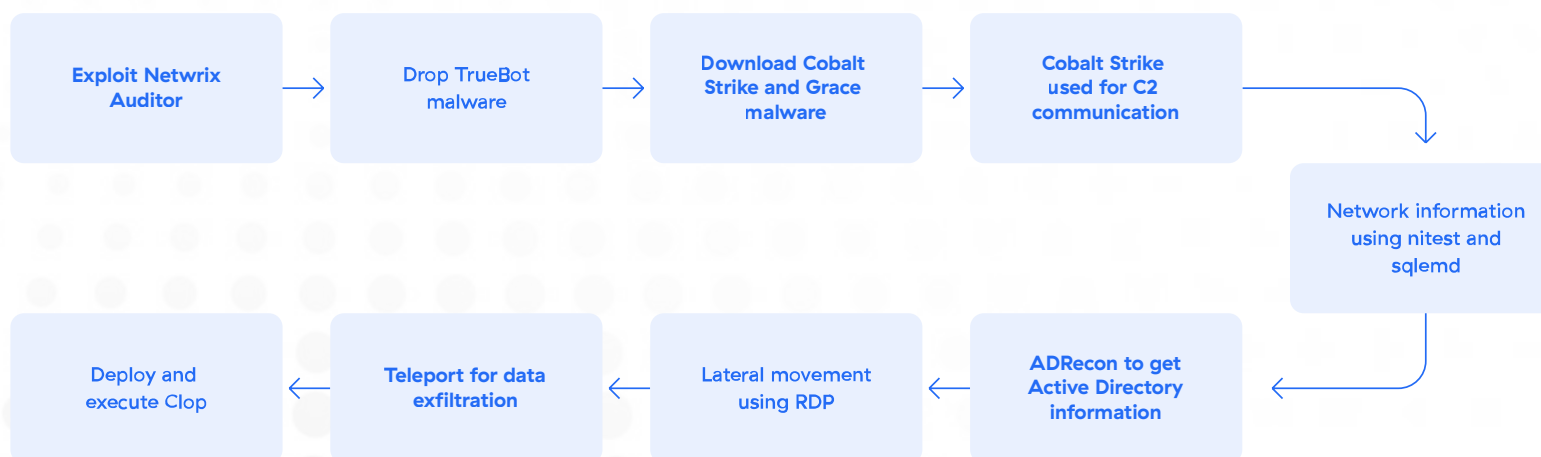 Exploit Netwrix
Auditor
Drop TrueBot
malware
Download Cobalt
Strike and Grace
malware
Cobalt Strike
used for C2
communication
Network information
using nitest and
sqlemd
ADRecon to get
Active Directory
information
Lateral movement
using RDP
Teleport for data
exfiltration
Deploy and
execute Clop